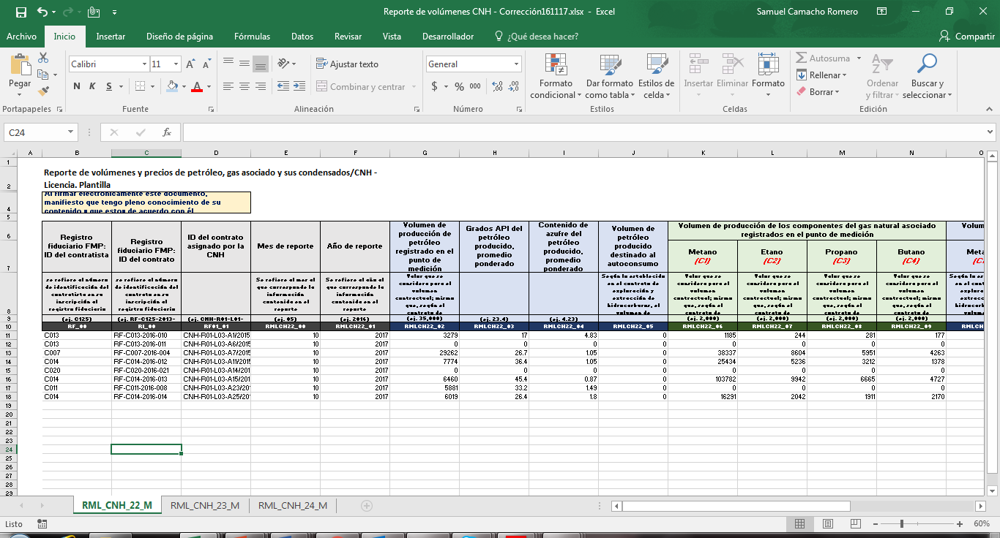 Reporte de volúmenes CNH - Corrección161117.xlsx - Excel
Samuel Camacho Romero
Archivo Inicio Insertar Diseño de página Fórmulas Datos Revisar Vista Desarrollador ¿Qué desea hacer? Compartir
Pegar
Calibri 11
N K S
Ajustar texto
Combinar y centrar
General
$ % 000
Formato condicional
Dar formato como tabla
Estilos de celda
Insertar Eliminar Formato
Autosuma
Rellenar
Borrar
Ordenar y filtrar
Buscar y seleccionar
Portapapeles Fuente Alineación Número Estilos Celdas Edición
C24 fx
A B C D E F G H I J K L M N O
1
2
4
5
6
7
8
9
10
11
12
13
14
15
16
17
18
19
20
21
22
23
24
25
26
27
28
29
Reporte de volúmenes y precios de petróleo, gas asociado y sus condensados/CNH -
Licencia. Plantilla
Al firmar electrónicamente este documento,
manifiesto que tengo pleno conocimiento de su
contenido y que estoy de acuerdo con él
Registro fiduciario FMP: ID del contratista
Registro fiduciario FMP: ID del contrato
ID del contrato asignado por la CNH
Mes de reporte
Año de reporte
Volumen de producción de petróleo registrado en el punto de medición
Grados API del petróleo producido, promedio ponderado
Contenido de azufre del petróleo producido, promedio ponderado
Volumen de petróleo producido destinado al autoconsumo
Volumen de producción de los componentes del gas natural asociado registrados en el punto de medición
Volum
Metano (C1)
Etano (C2)
Propano (C3)
Butano (C4)
Meta
(C
Se refiere al número de identificación del contratista en su inscripción al registro fiduciario
Se refiere al número de identificación del contrato en su inscripción al registro fiduciario
Se refiere al mes al que corresponde la información contenida en el reporte
Se refiere al año al que corresponde la información contenida en el reporte
Valor que se considera para el volumen contractual; mismo que, según el contrato de
Según lo establecido en el contrato de exploración y extracción de hidrocarburos, el volumen de
Valor que se considera para el volumen contractual; mismo que, según el contrato de
Valor que se considera para el volumen contractual; mismo que, según el contrato de
Valor que se considera para el volumen contractual; mismo que, según el contrato de
Valor que se considera para el volumen contractual; mismo que, según el contrato de
(ej. C125) (ej. RF-C125-2013- (ej. CNH-R01-L01- (ej. 05) (ej. 2016) (ej. 35,000) (ej. 23.4) (ej. 4.23) (ej. 2,000) (ej. 2,000) (ej. 2,000) (ej. 2,000)
RF_00 RI_00 RF01_01 RMLCH22_00 RMLCH22_01 RMLCH22_02 RMLCH22_03 RMLCH22_04 RMLCH22_05 RMLCH22_06 RMLCH22_07 RMLCH22_08 RMLCH22_09 RMLCH
C013 RF-C013-2016-010 CNH-R01-L03-A1/2015 10 2017 3279 17 4.83 0 1185 244 281 177
C013 RF-C013-2016-011 CNH-R01-L03-A6/2015 10 2017 0 0 0 0 0 0 0 0
C007 RF-C007-2016-004 CNH-R01-L03-A7/2015 10 2017 29262 26.7 1.05 0 38337 8604 5951 4263
C014 RF-C014-2016-012 CNH-R01-L03-A11/2015 10 2017 7774 36.4 1.05 0 25434 5236 3212 1378
C020 RF-C020-2016-021 CNH-R01-L03-A14/201 10 2017 0 0 0 0 0 0 0 0
C014 RF-C014-2016-013 CNH-R01-L03-A15/201 10 2017 6460 45.4 0.87 0 103782 9942 6665 4727
C011 RF-C011-2016-008 CNH-R01-L03-A23/20 10 2017 5881 33.2 1.49 0 0 0 0 0
C014 RF-C014-2016-014 CNH-R01-L03-A25/20 10 2017 6019 26.4 1.8 0 16291 2042 1911 2170
RML_CNH_22_M RML_CNH_23_M RML_CNH_24_M
Listo
60%